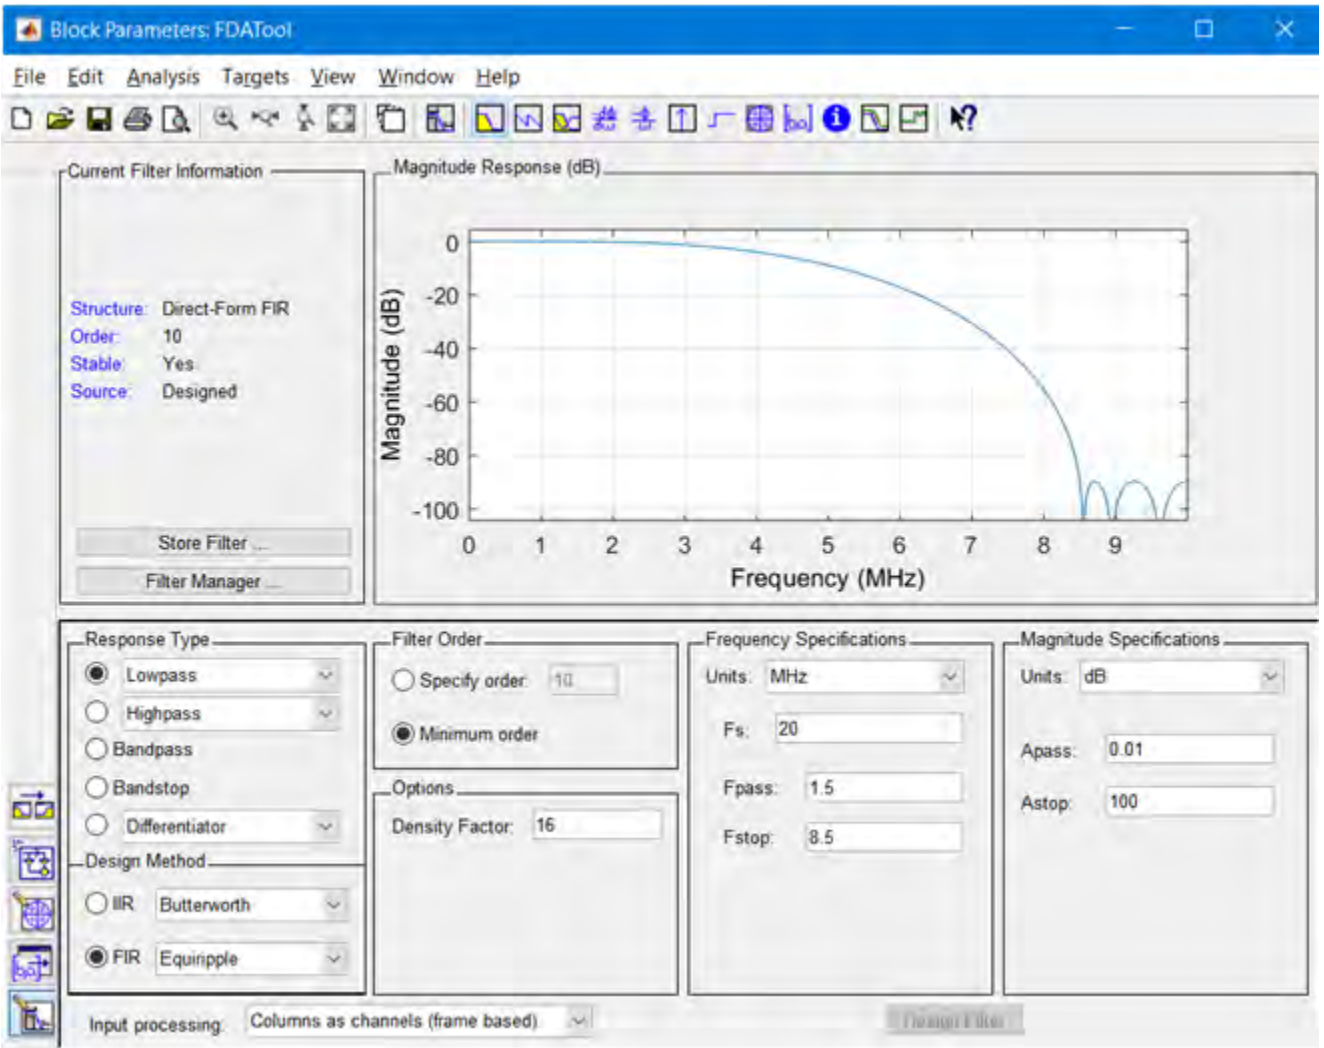 Block Parameters: FDATool
File Edit Analysis Targets View Window Help
Current Filter Information
Structure: Direct-Form FIR
Order: 10
Stable: Yes
Source: Designed
Store Filter ...
Filter Manager ...
Magnitude Response (dB)
Magnitude (dB)
0
-20
-40
-60
-80
-100
0 1 2 3 4 5 6 7 8 9
Frequency (MHz)
Response Type
Lowpass
Highpass
Bandpass
Bandstop
Differentiator
Design Method
IIR Butterworth
FIR Equiripple
Filter Order
Specify order: 10
Minimum order
Options
Density Factor: 16
Frequency Specifications
Units: MHz
Fs: 20
Fpass: 1.5
Fstop: 8.5
Magnitude Specifications
Units: dB
Apass: 0.01
Astop: 100
Input processing: Columns as channels (frame based)
Design Filter